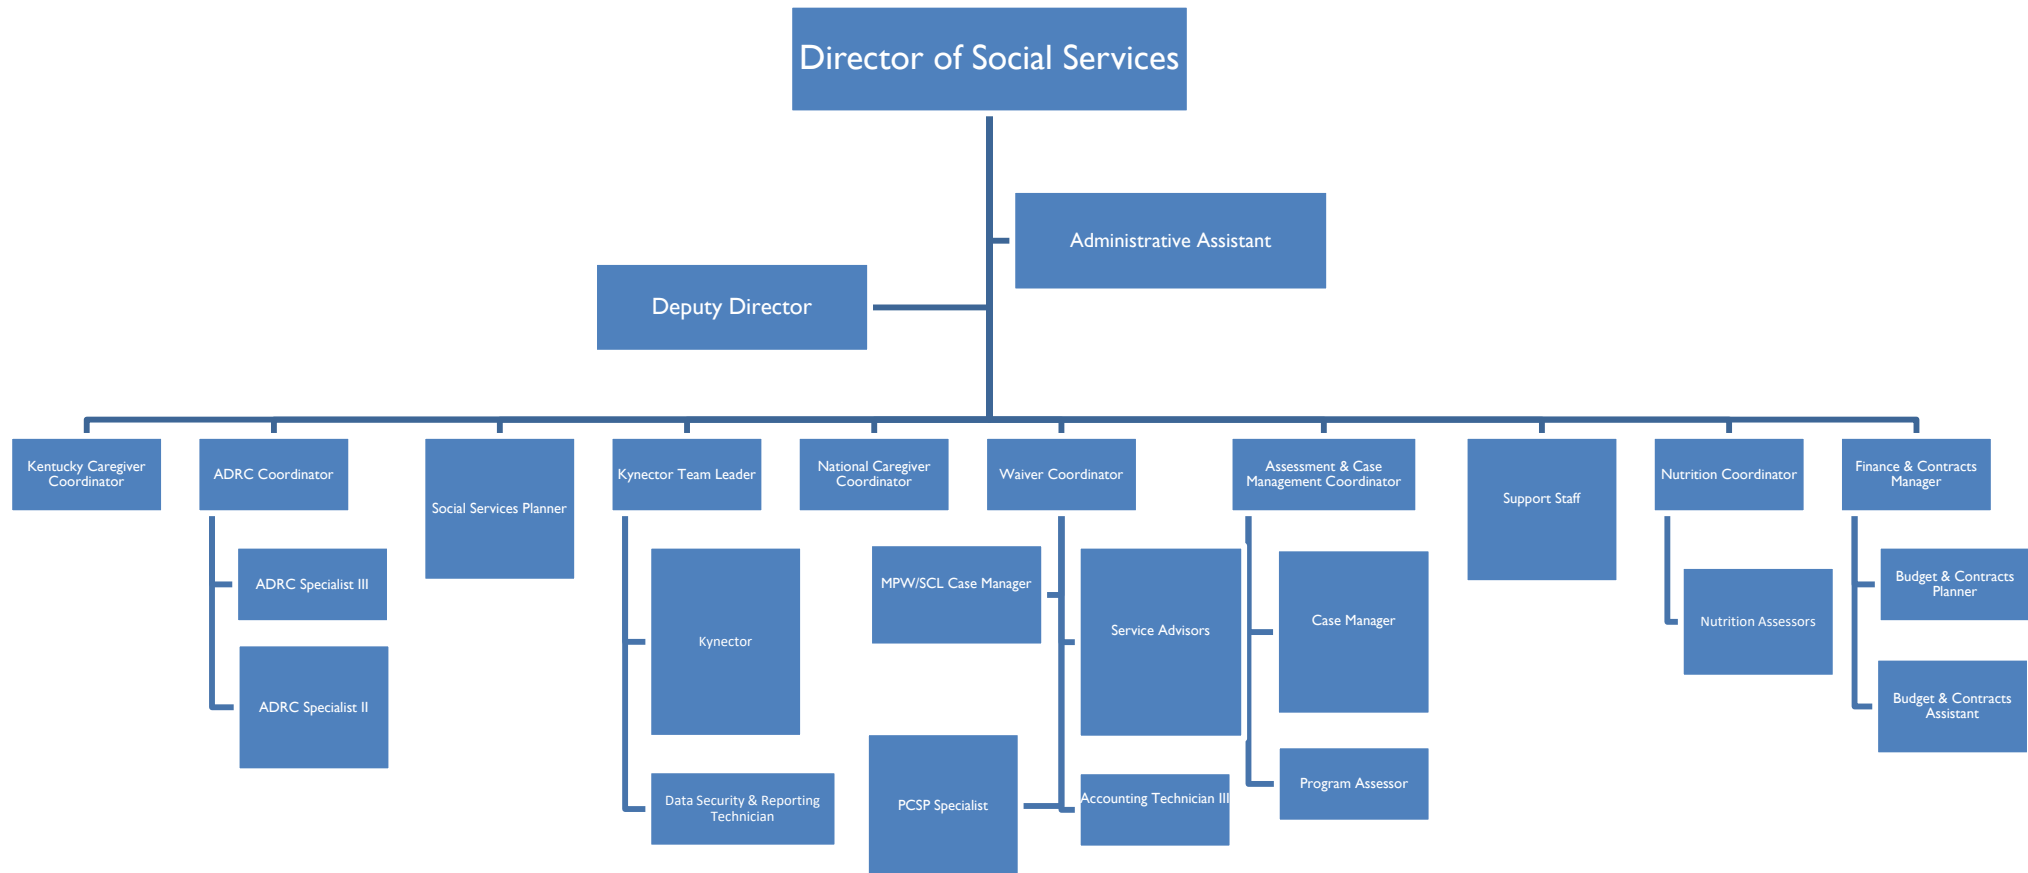 Director of Social Services
Administrative Assistant
Deputy Director
Kentucky Caregiver
Coordinator
ADRC Coordinator
Social Services Planner
Kynector Team Leader
National Caregiver
Coordinator
Waiver Coordinator
Assessment & Case
Management Coordinator
Support Staff
Nutrition Coordinator
Finance & Contracts
Manager
ADRC Specialist III
ADRC Specialist II
Kynector
Data Security & Reporting
Technician
MPW/SCL Case Manager
Service Advisors
PCSP Specialist
Accounting Technician III
Case Manager
Program Assessor
Nutrition Assessors
Budget & Contracts
Planner
Budget & Contracts
Assistant